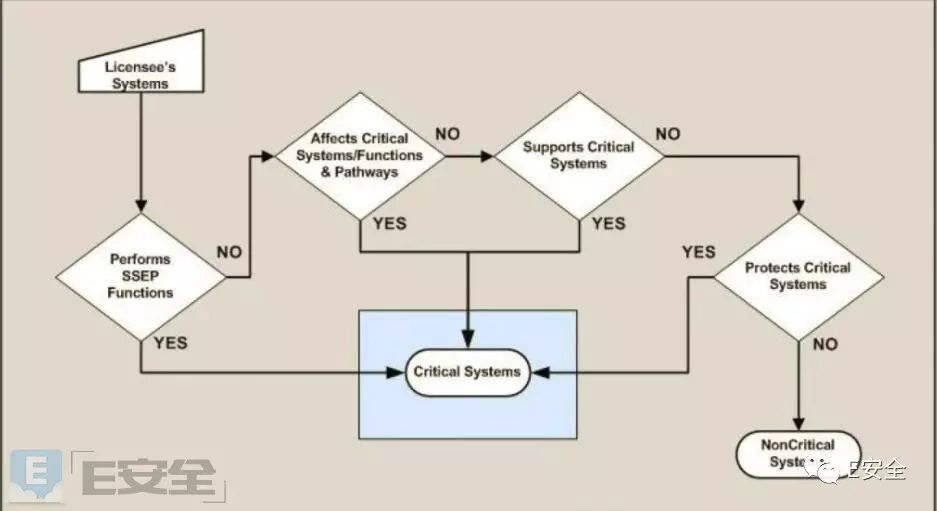 Licensee's
Systems
Affects Critical
Systems/Functions
& Pathways
NO
Supports Critical
Systems
NO
YES
YES
Performs
SSEP
Functions
NO
YES
Protects Critical
Systems
YES
NO
Critical Systems
NonCritical
E安全
E安全